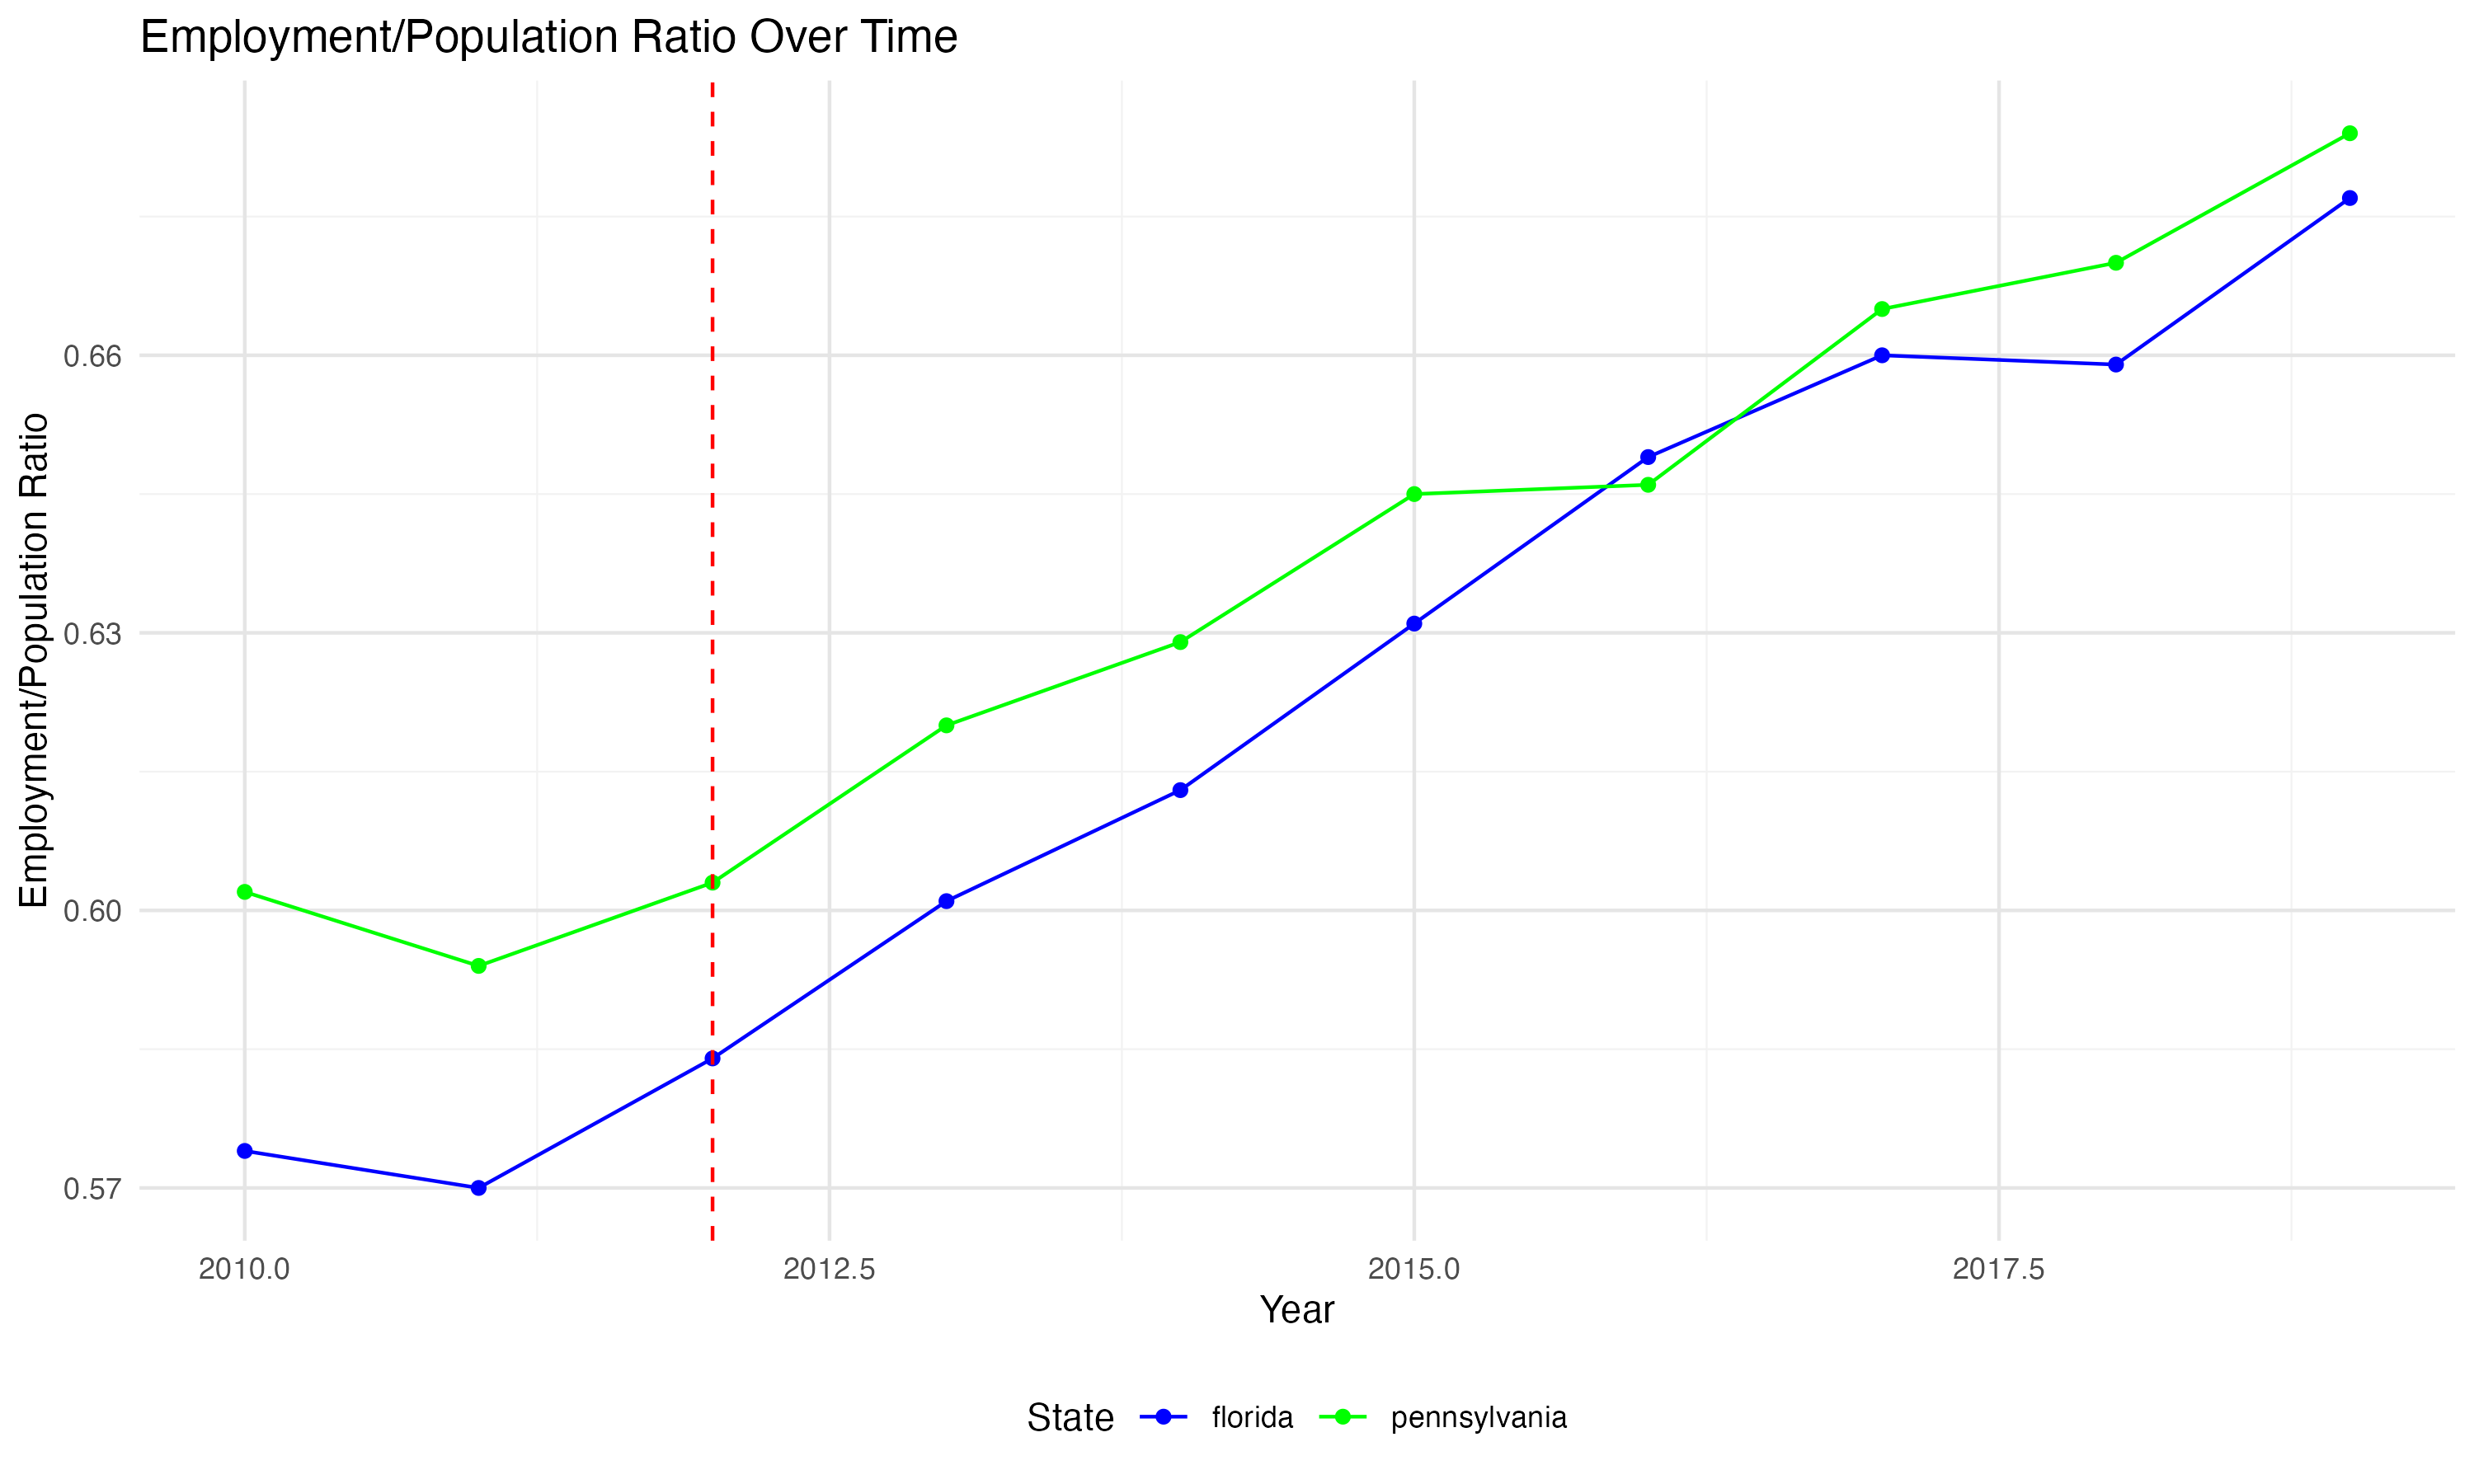 Employment/Population Ratio Over Time
Employment/Population Ratio
0.66
0.63
0.60
0.57
2010.0 2012.5 2015.0 2017.5
Year
State florida pennsylvania